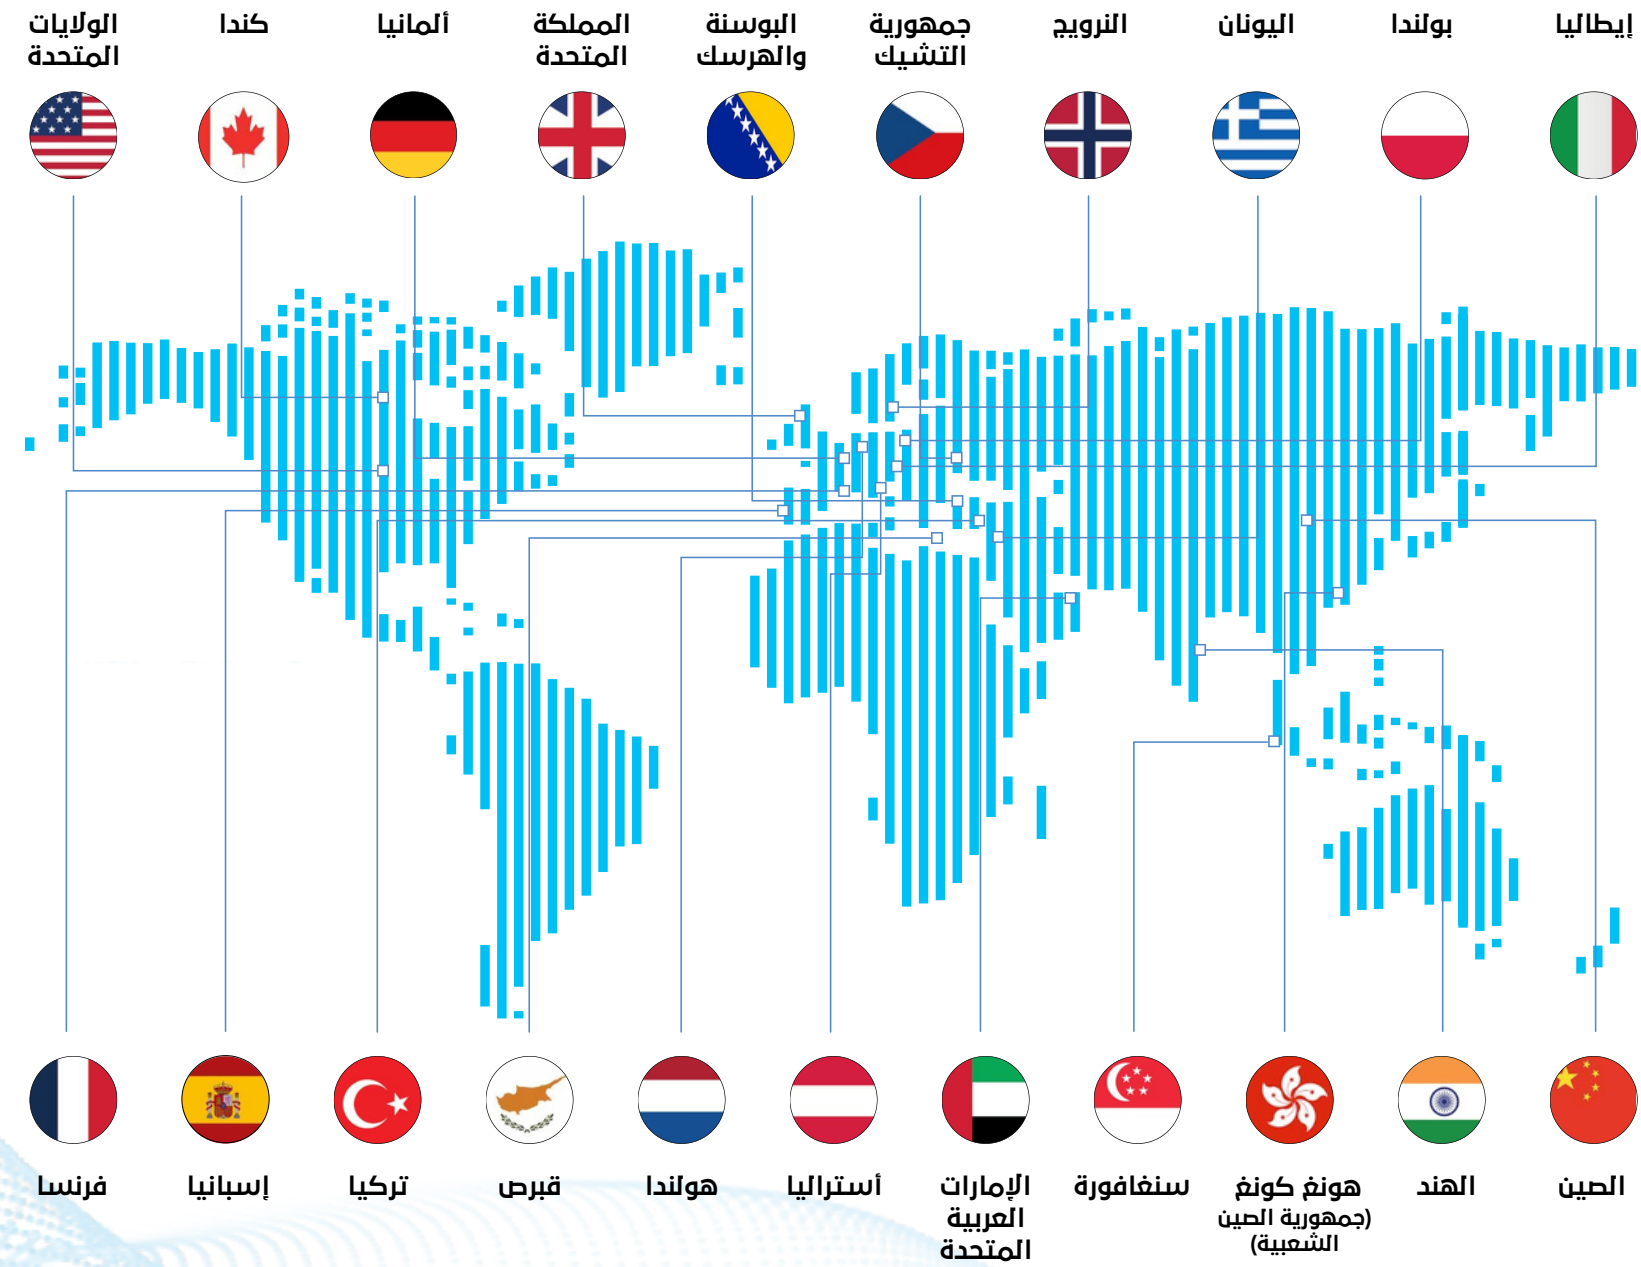 إيطاليا
بولندا
اليونان
النرويج
جمهورية
التشيك
البوسنة
والهرسك
المملكة
المتحدة
ألمانيا
كندا
الولايات
المتحدة
الصين
الهند
هونغ كونغ
(جمهورية الصين
الشعبية)
سنغافورة
الإمارات
العربية
المتحدة
أستراليا
هولندا
قبرص
تركيا
إسبانيا
فرنسا